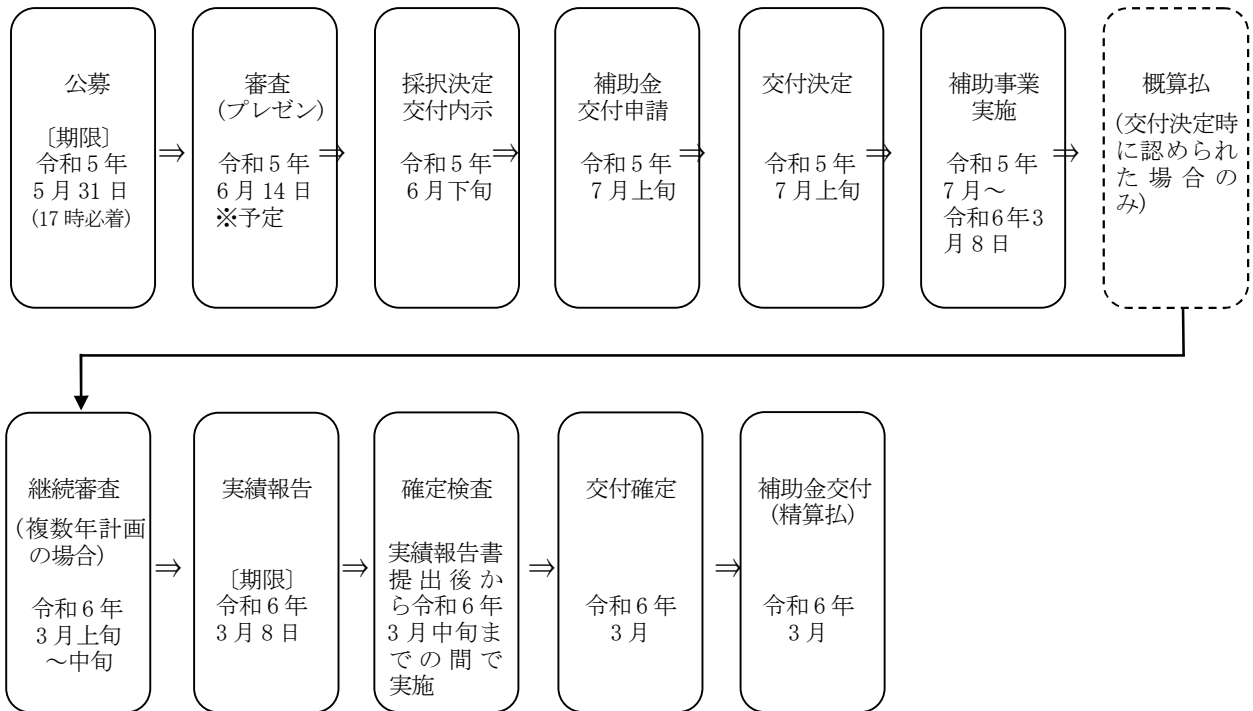 公募
〔期限〕
令和5年
5月31日
(17時必着)
⇒
審査
(プレゼン)
令和5年
6月14日
※予定
⇒
採択決定
交付内示
令和5年
6月下旬
⇒
補助金
交付申請
令和5年
7月上旬
⇒
交付決定
令和5年
7月上旬
⇒
補助事業
実施
令和5年
7月～
令和6年3
月8日
⇒
概算払
(交付決定時
に認められ
た場合の
み)
継続審査
(複数年計画
の場合)
令和6年
3月上旬
～中旬
⇒
実績報告
〔期限〕
令和6年
3月8日
⇒
確定検査
実績報告書
提出後か
ら令和6年
3月中旬ま
での間で
実施
⇒
交付確定
令和6年
3月
⇒
補助金交付
(精算払)
令和6年
3月